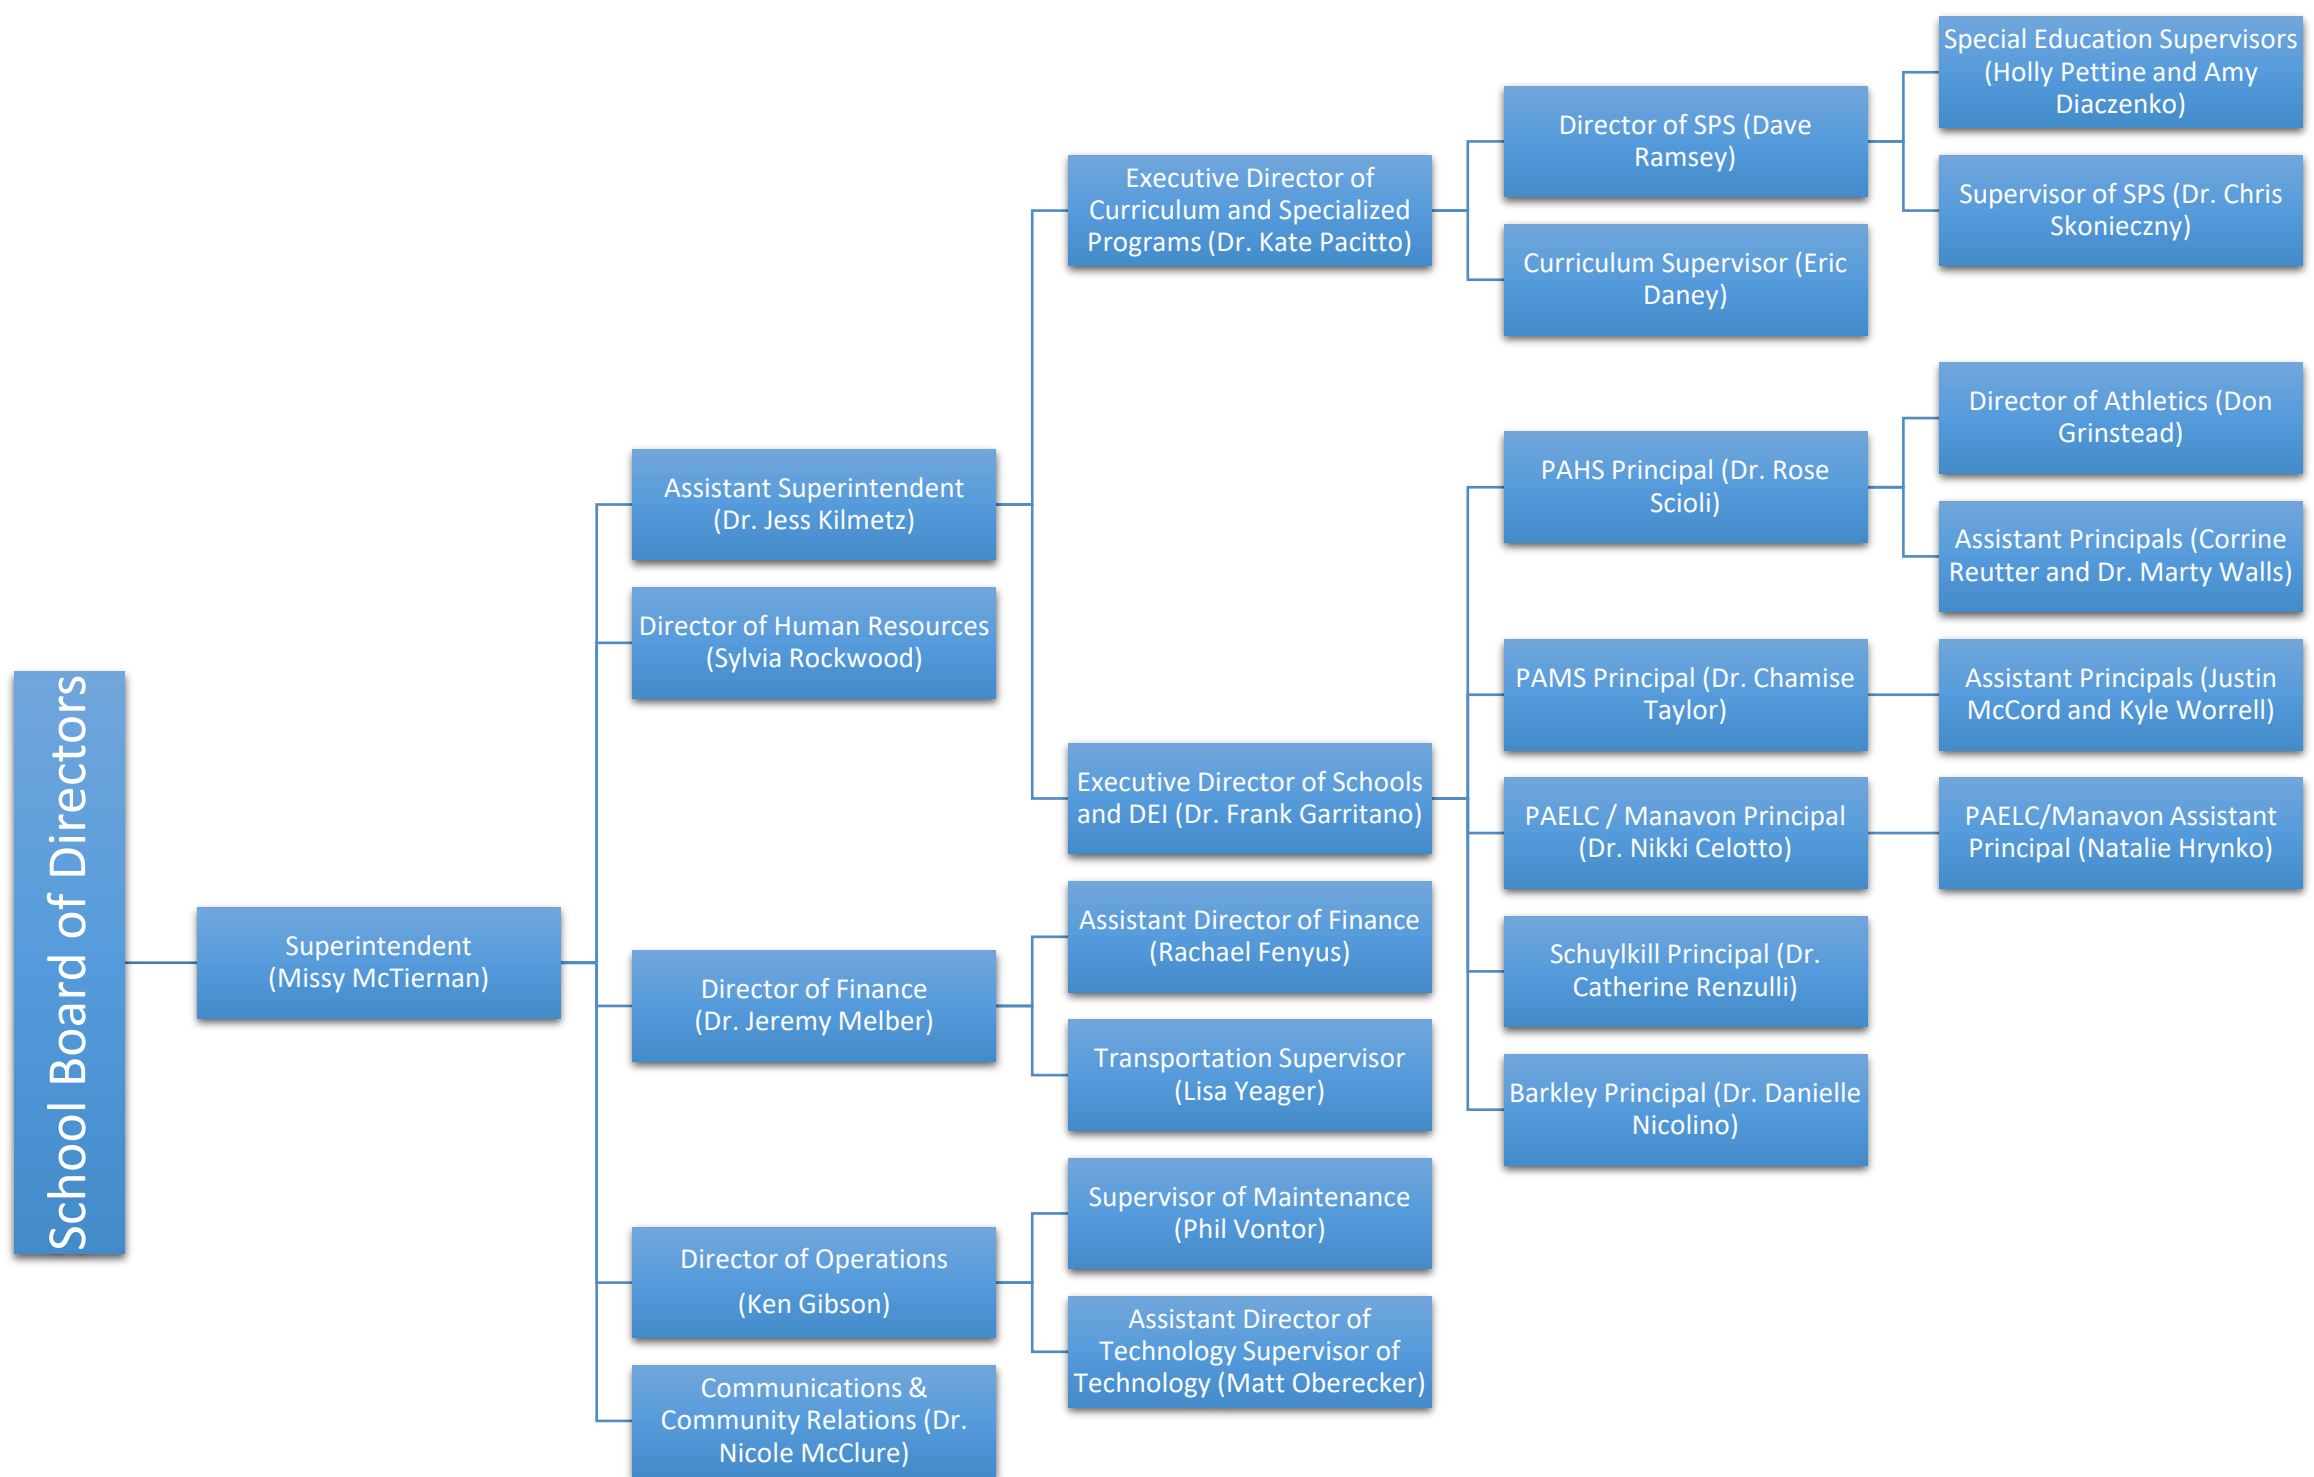 School Board of Directors
Superintendent
(Missy McTiernan)
Assistant Superintendent
(Dr. Jess Kilmetz)
Executive Director of
Curriculum and Specialized
Programs (Dr. Kate Pacitto)
Director of SPS (Dave
Ramsey)
Special Education Supervisors
(Holly Pettine and Amy
Diaczenko)
Supervisor of SPS (Dr. Chris
Skonieczny)
Curriculum Supervisor (Eric
Daney)
Executive Director of Schools
and DEI (Dr. Frank Garritano)
PAHS Principal (Dr. Rose
Scioli)
Director of Athletics (Don
Grinstead)
Assistant Principals (Corrine
Reutter and Dr. Marty Walls)
PAMS Principal (Dr. Chamise
Taylor)
Assistant Principals (Justin
McCord and Kyle Worrell)
PAELC / Manavon Principal
(Dr. Nikki Celotto)
PAELC/Manavon Assistant
Principal (Natalie Hrynko)
Schuylkill Principal (Dr.
Catherine Renzulli)
Barkley Principal (Dr. Danielle
Nicolino)
Director of Human Resources
(Sylvia Rockwood)
Director of Finance
(Dr. Jeremy Melber)
Assistant Director of Finance
(Rachael Fenyus)
Transportation Supervisor
(Lisa Yeager)
Director of Operations
(Ken Gibson)
Supervisor of Maintenance
(Phil Vontor)
Assistant Director of
Technology Supervisor of
Technology (Matt Oberecker)
Communications &
Community Relations (Dr.
Nicole McClure)